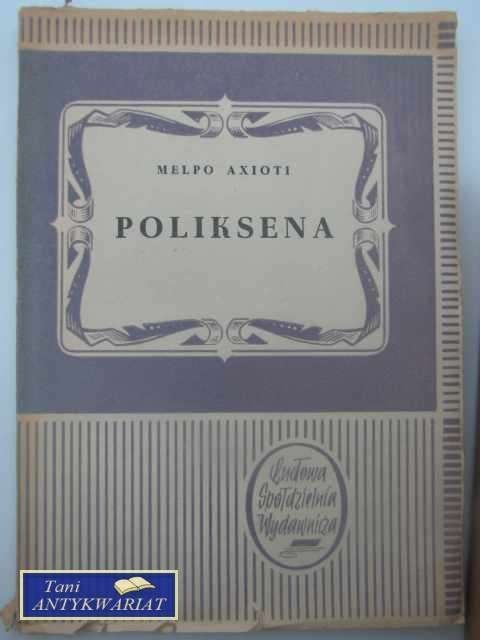 MELPO AXIOTI
POLIKSENA
Ludowa
Spółdzielnia
Wydawnicza
Tani
ANTYKWARIAT